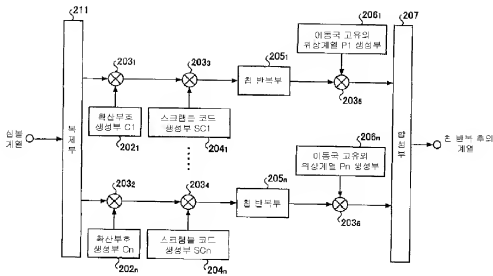 211
206₁
207
이동국 고유의
위상계열 P1 생성부
203₁
203₃
205₁
칩 반복부
203₅
확산부호
생성부 C1
202₁
스크램블 코드
생성부 SC1
204₁
심볼
계열
복
제
부
합
성
부
칩 반복 후의
계열
206ₙ
이동국 고유의
위상계열 Pn 생성부
203₂
203₄
205ₙ
칩 반복부
203₆
확산부호
생성부 Cn
202ₙ
스크램블 코드
생성부 SCn
204ₙ